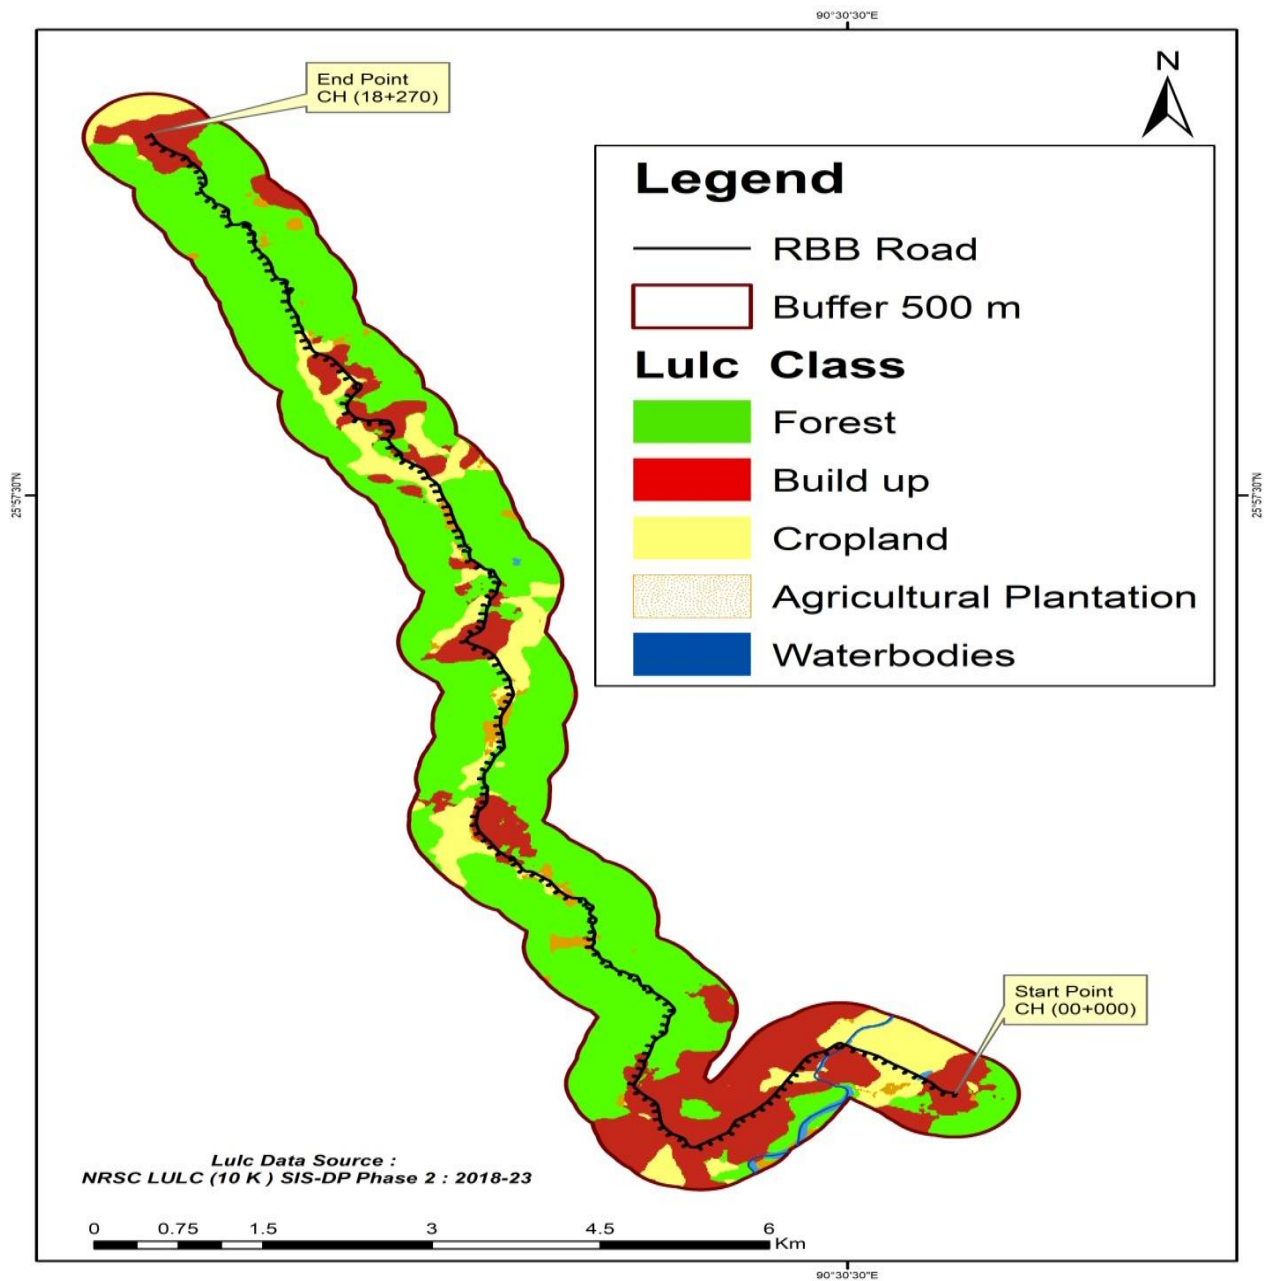 90°30'30"E
N
End Point
CH (18+270)
Legend
RBB Road
Buffer 500 m
Lulc Class
Forest
Build up
Cropland
Agricultural Plantation
Waterbodies
25°57'30"N
25°57'30"N
Start Point
CH (00+000)
Lulc Data Source :
NRSC LULC (10 K ) SIS-DP Phase 2 : 2018-23
0 0.75 1.5 3 4.5 6
Km
90°30'30"E